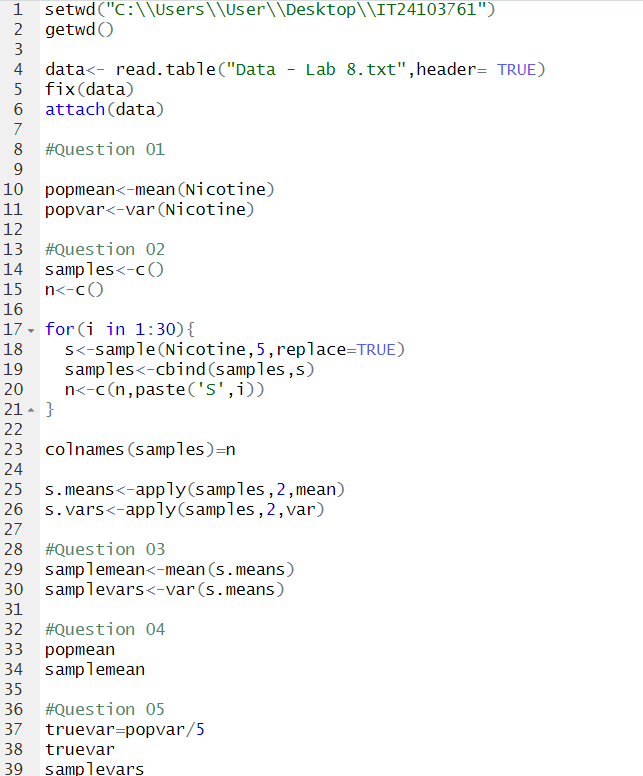 1 setwd("C:\\Users\\User\\Desktop\\IT24103761")
2 getwd()
3
4 data<- read.table("Data - Lab 8.txt",header= TRUE)
5 fix(data)
6 attach(data)
7
8 #Question 01
9
10 popmean<-mean(Nicotine)
11 popvar<-var(Nicotine)
12
13 #Question 02
14 samples<-c()
15 n<-c()
16
17 for(i in 1:30){
18   s<-sample(Nicotine,5,replace=TRUE)
19   samples<-cbind(samples,s)
20   n<-c(n,paste('S',i))
21 }
22
23 colnames(samples)=n
24
25 s.means<-apply(samples,2,mean)
26 s.vars<-apply(samples,2,var)
27
28 #Question 03
29 samplemean<-mean(s.means)
30 samplevars<-var(s.means)
31
32 #Question 04
33 popmean
34 samplemean
35
36 #Question 05
37 truevar=popvar/5
38 truevar
39 samplevars